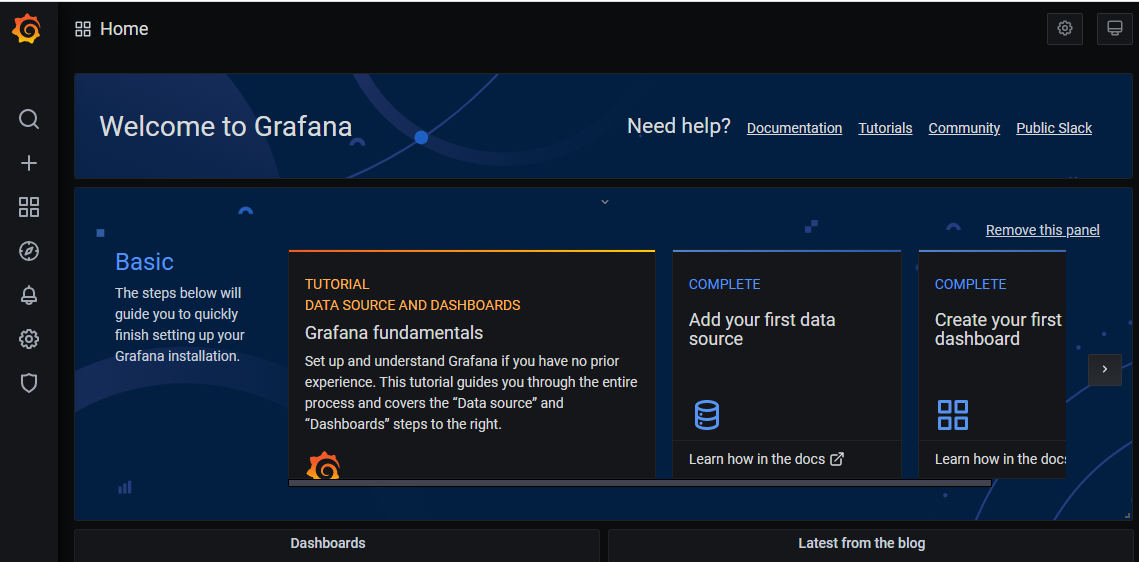 Home
Welcome to Grafana
Need help? Documentation Tutorials Community Public Slack
Remove this panel
Basic
The steps below will
guide you to quickly
finish setting up your
Grafana installation.
TUTORIAL
DATA SOURCE AND DASHBOARDS
Grafana fundamentals
Set up and understand Grafana if you have no prior
experience. This tutorial guides you through the entire
process and covers the “Data source” and
“Dashboards” steps to the right.
COMPLETE
Add your first data
source
Learn how in the docs
COMPLETE
Create your first
dashboard
Learn how in the docs
Dashboards
Latest from the blog